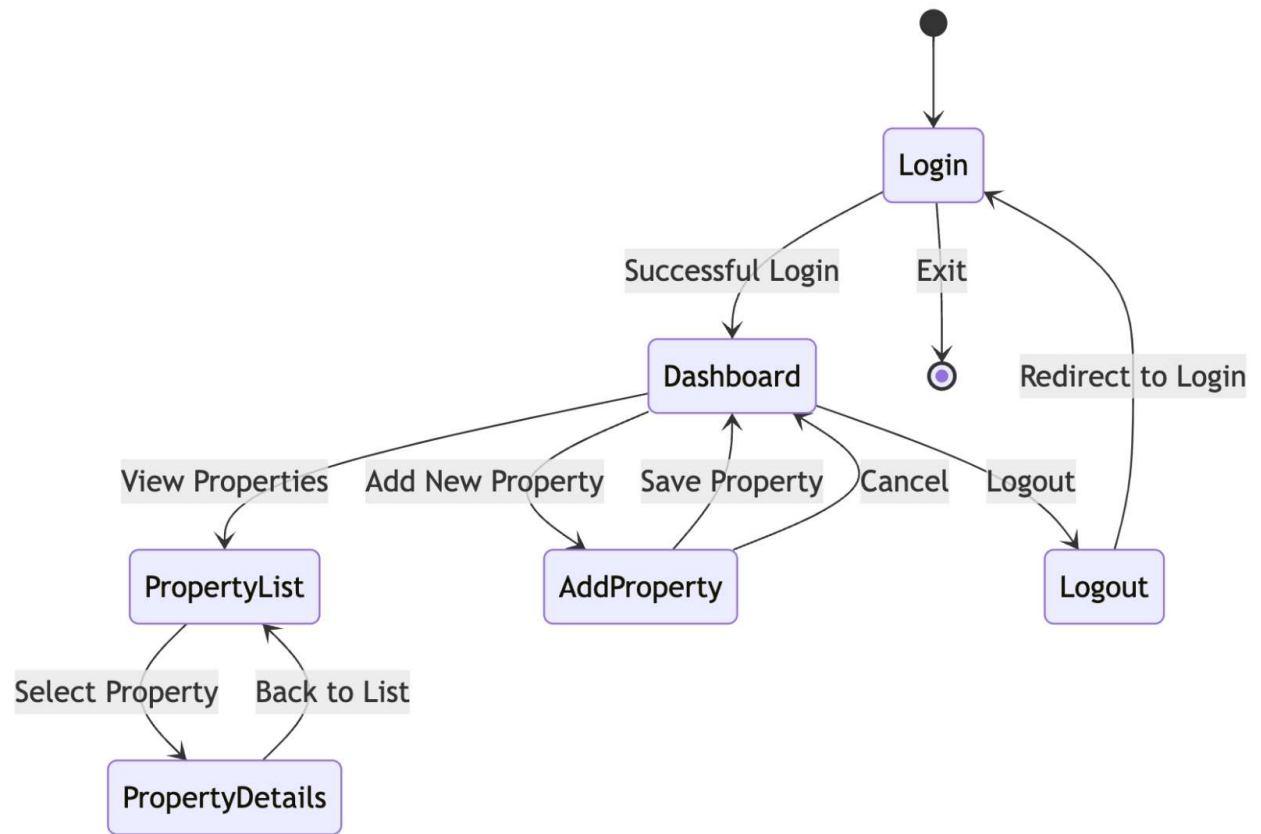 Login
Successful Login
Exit
Dashboard
Redirect to Login
View Properties
Add New Property
Save Property
Cancel
Logout
PropertyList
AddProperty
Logout
Select Property
Back to List
PropertyDetails